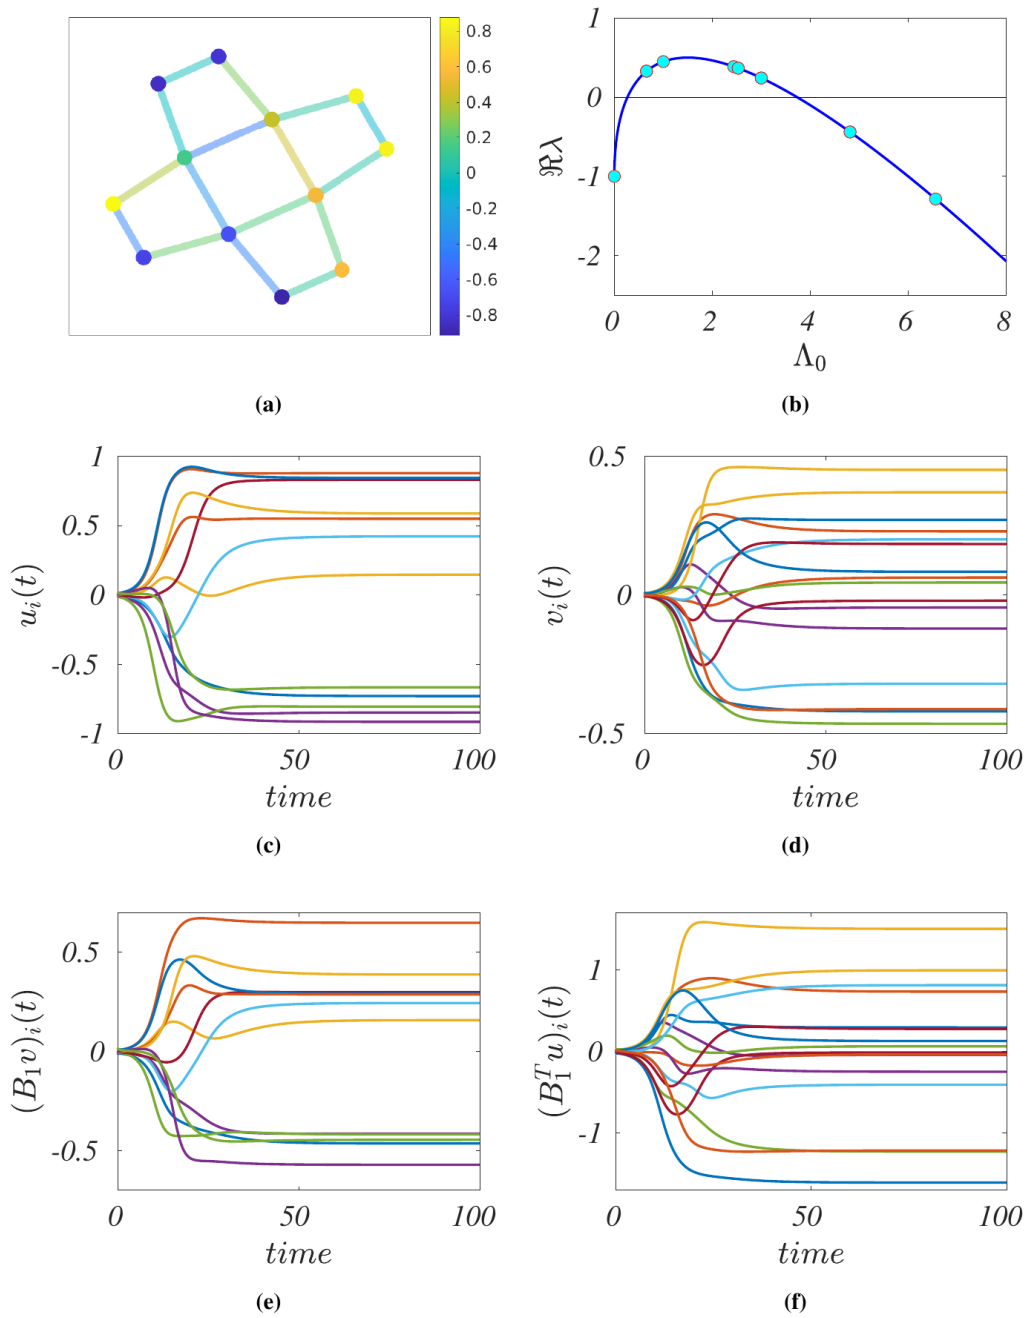 0.8
0.6
0.4
0.2
0
-0.2
-0.4
-0.6
-0.8
(a)
1
0
-1
-2
ℜλ
0 2 4 6 8
Λ₀
(b)
1
0.5
0
-0.5
-1
uᵢ(t)
0 50 100
time
(c)
0.5
0
-0.5
vᵢ(t)
0 50 100
time
(d)
0.5
0
-0.5
(B₁v)ᵢ(t)
0 50 100
time
(e)
1
0
-1
(B₁ᵀu)ᵢ(t)
0 50 100
time
(f)